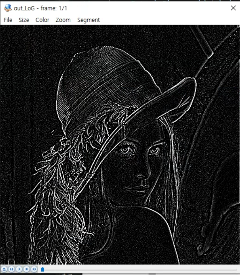 out_LoG - frame: 1/1
File Size Color Zoom Segment